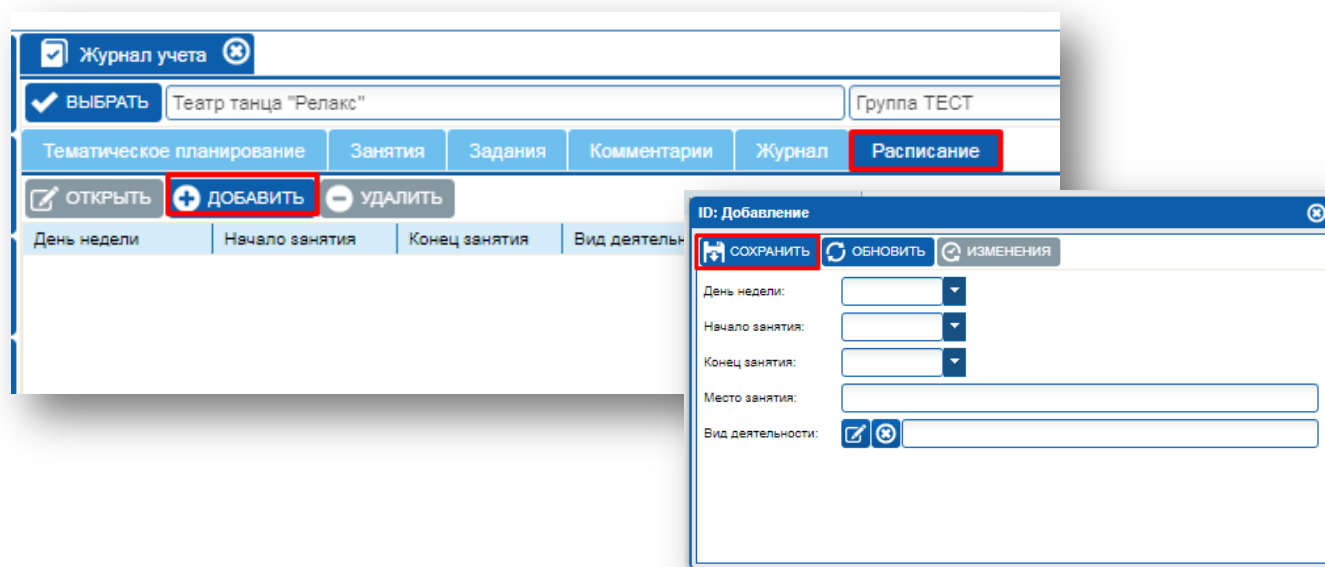 Журнал учета
ВЫБРАТЬ Театр танца "Релакс" Группа ТЕСТ
Тематическое планирование Занятия Задания Комментарии Журнал Расписание
ОТКРЫТЬ ДОБАВИТЬ УДАЛИТЬ
День недели Начало занятия Конец занятия Вид деятельн
ID: Добавление
СОХРАНИТЬ ОБНОВИТЬ ИЗМЕНЕНИЯ
День недели:
Начало занятия:
Конец занятия:
Место занятия:
Вид деятельности: